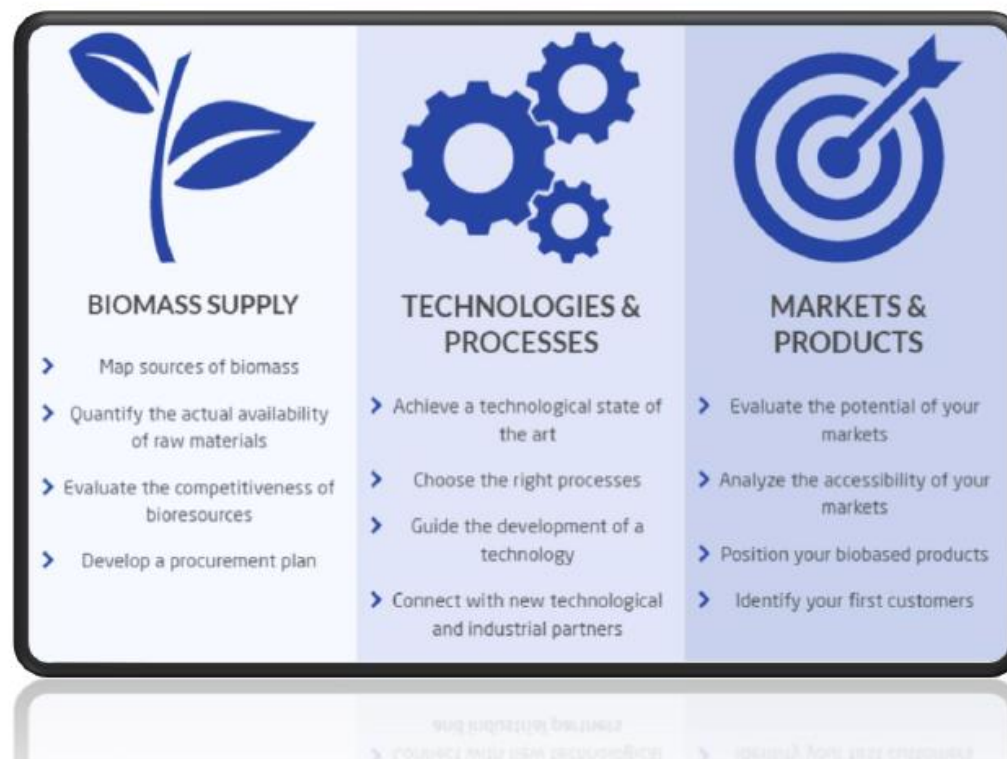 BIOMASS SUPPLY
Map sources of biomass
Quantify the actual availability
of raw materials
Evaluate the competitiveness of
bioresources
Develop a procurement plan
TECHNOLOGIES &
PROCESSES
Achieve a technological state of
the art
Choose the right processes
Guide the development of a
technology
Connect with new technological
and industrial partners
MARKETS &
PRODUCTS
Evaluate the potential of your
markets
Analyze the accessibility of your
markets
Position your biobased products
Identify your first customers